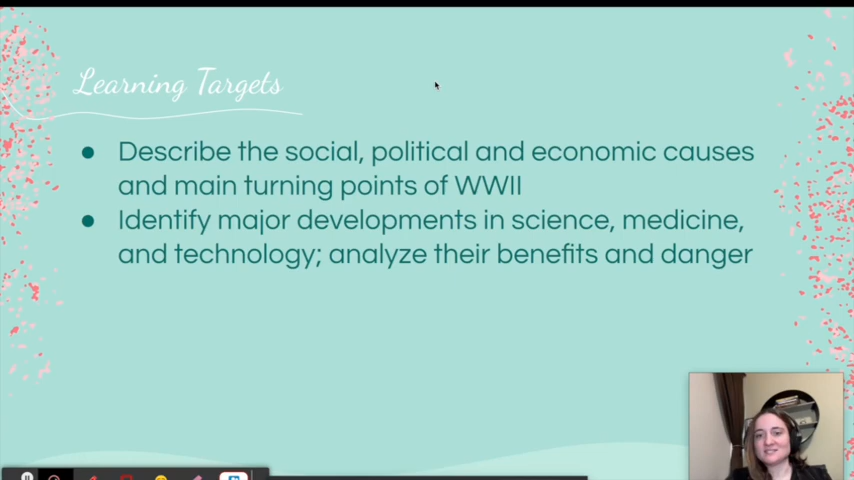 Learning Targets
● Describe the social, political and economic causes
and main turning points of WWII
● Identify major developments in science, medicine,
and technology; analyze their benefits and danger